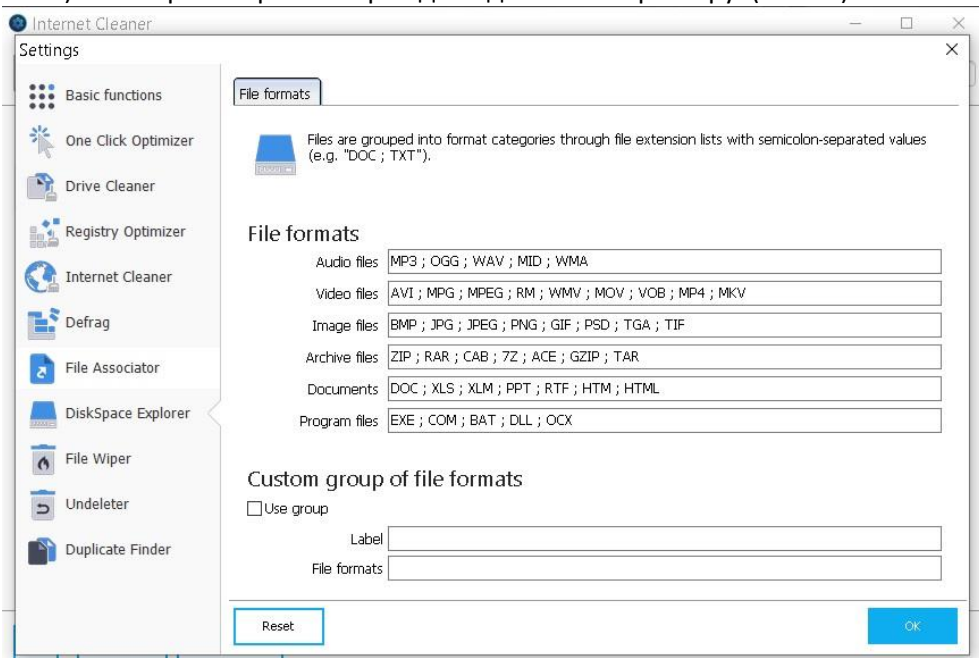 Internet Cleaner
Settings
Basic functions
One Click Optimizer
Drive Cleaner
Registry Optimizer
Internet Cleaner
Defrag
File Associator
DiskSpace Explorer
File Wiper
Undeleter
Duplicate Finder
File formats
Files are grouped into format categories through file extension lists with semicolon-separated values
(e.g. "DOC ; TXT").
File formats
Audio files MP3 ; OGG ; WAV ; MID ; WMA
Video files AVI ; MPG ; MPEG ; RM ; WMV ; MOV ; VOB ; MP4 ; MKV
Image files BMP ; JPG ; JPEG ; PNG ; GIF ; PSD ; TGA ; TIF
Archive files ZIP ; RAR ; CAB ; 7Z ; ACE ; GZIP ; TAR
Documents DOC ; XLS ; XLM ; PPT ; RTF ; HTM ; HTML
Program files EXE ; COM ; BAT ; DLL ; OCX
Custom group of file formats
Use group
Label
File formats
Reset
OK